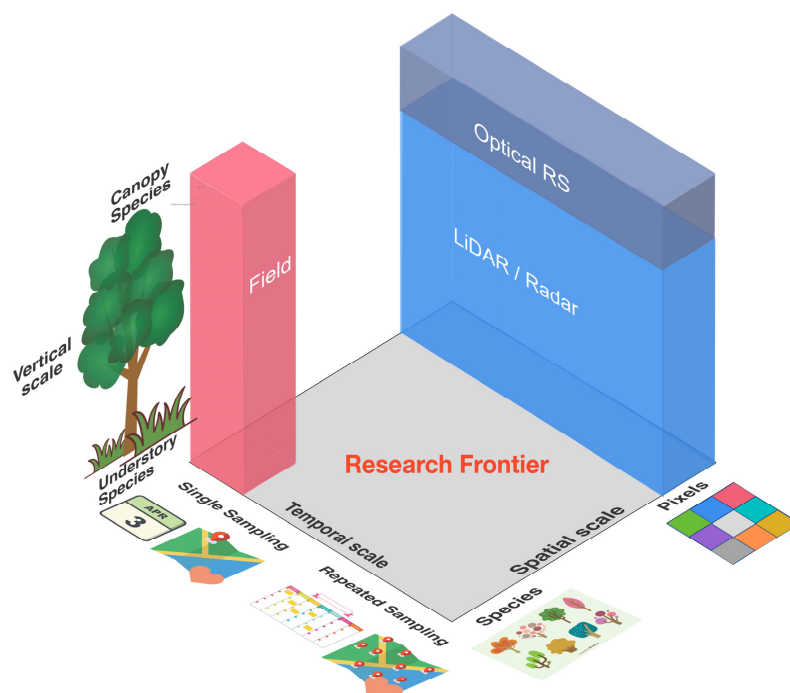 Optical RS
LiDAR / Radar
Canopy
Species
Field
Vertical
scale
Understory
Species
APR
3
Single Sampling
Temporal scale
Repeated Sampling
Research Frontier
Spatial scale
Species
Pixels